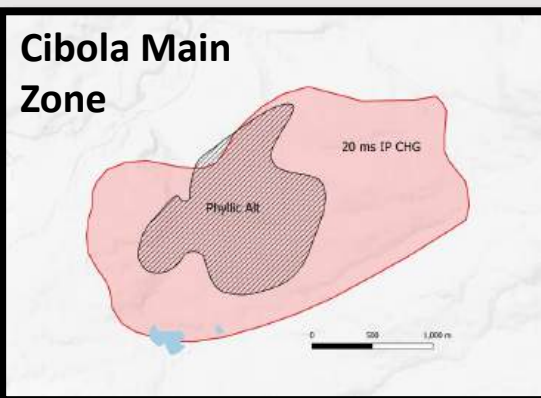 Cibola Main
Zone
20 ms IP CHG
Phyllic Alt
0 500 1,000 m